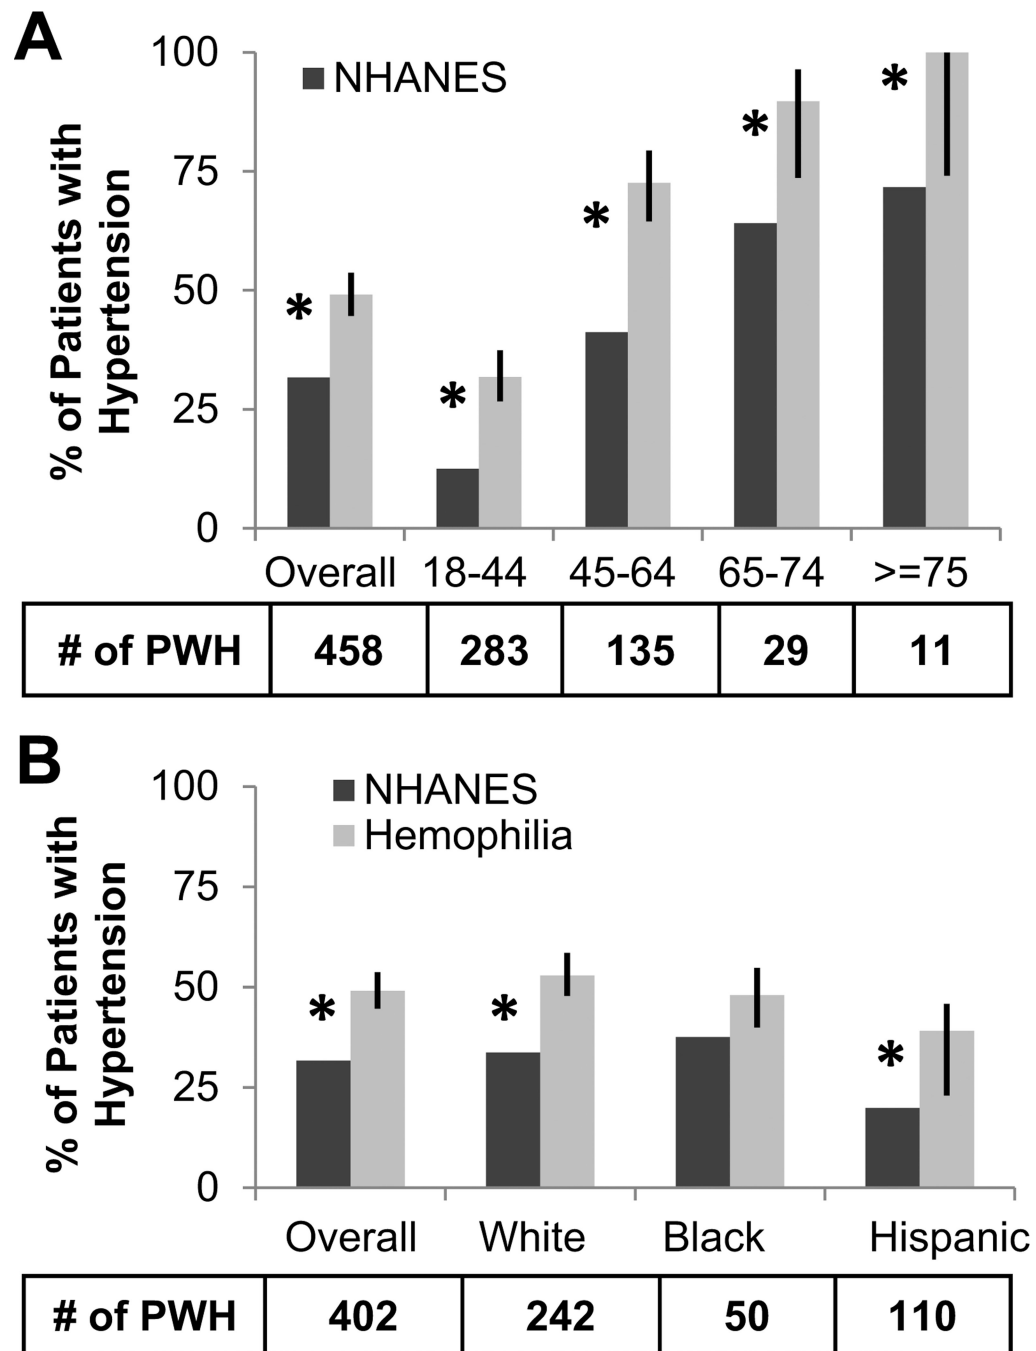 A
100
75
50
25
0
% of Patients with
Hypertension
NHANES
* * * * *
Overall 18-44 45-64 65-74 >=75
# of PWH 458 283 135 29 11
B
100
75
50
25
0
% of Patients with
Hypertension
NHANES
Hemophilia
* * *
Overall White Black Hispanic
# of PWH 402 242 50 110